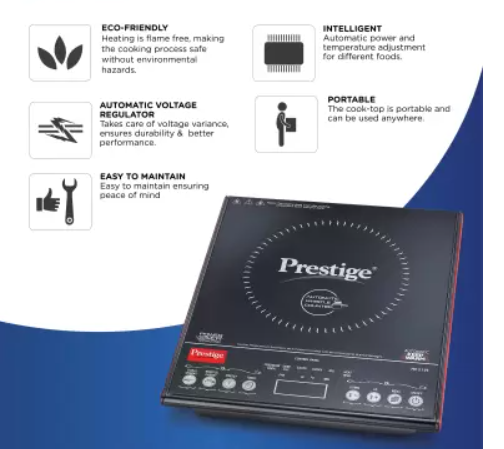 ECO-FRIENDLY
Heating is flame free, making
the cooking process safe
without environmental
hazards.
INTELLIGENT
Automatic power and
temperature adjustment
for different foods.
AUTOMATIC VOLTAGE
REGULATOR
Takes care of voltage variance,
ensures durability & better
performance.
PORTABLE
The cook-top is portable and
can be used anywhere.
EASY TO MAINTAIN
Easy to maintain ensuring
peace of mind
Prestige
AUTOMATIC
WHISTLE
COUNTER
Prestige